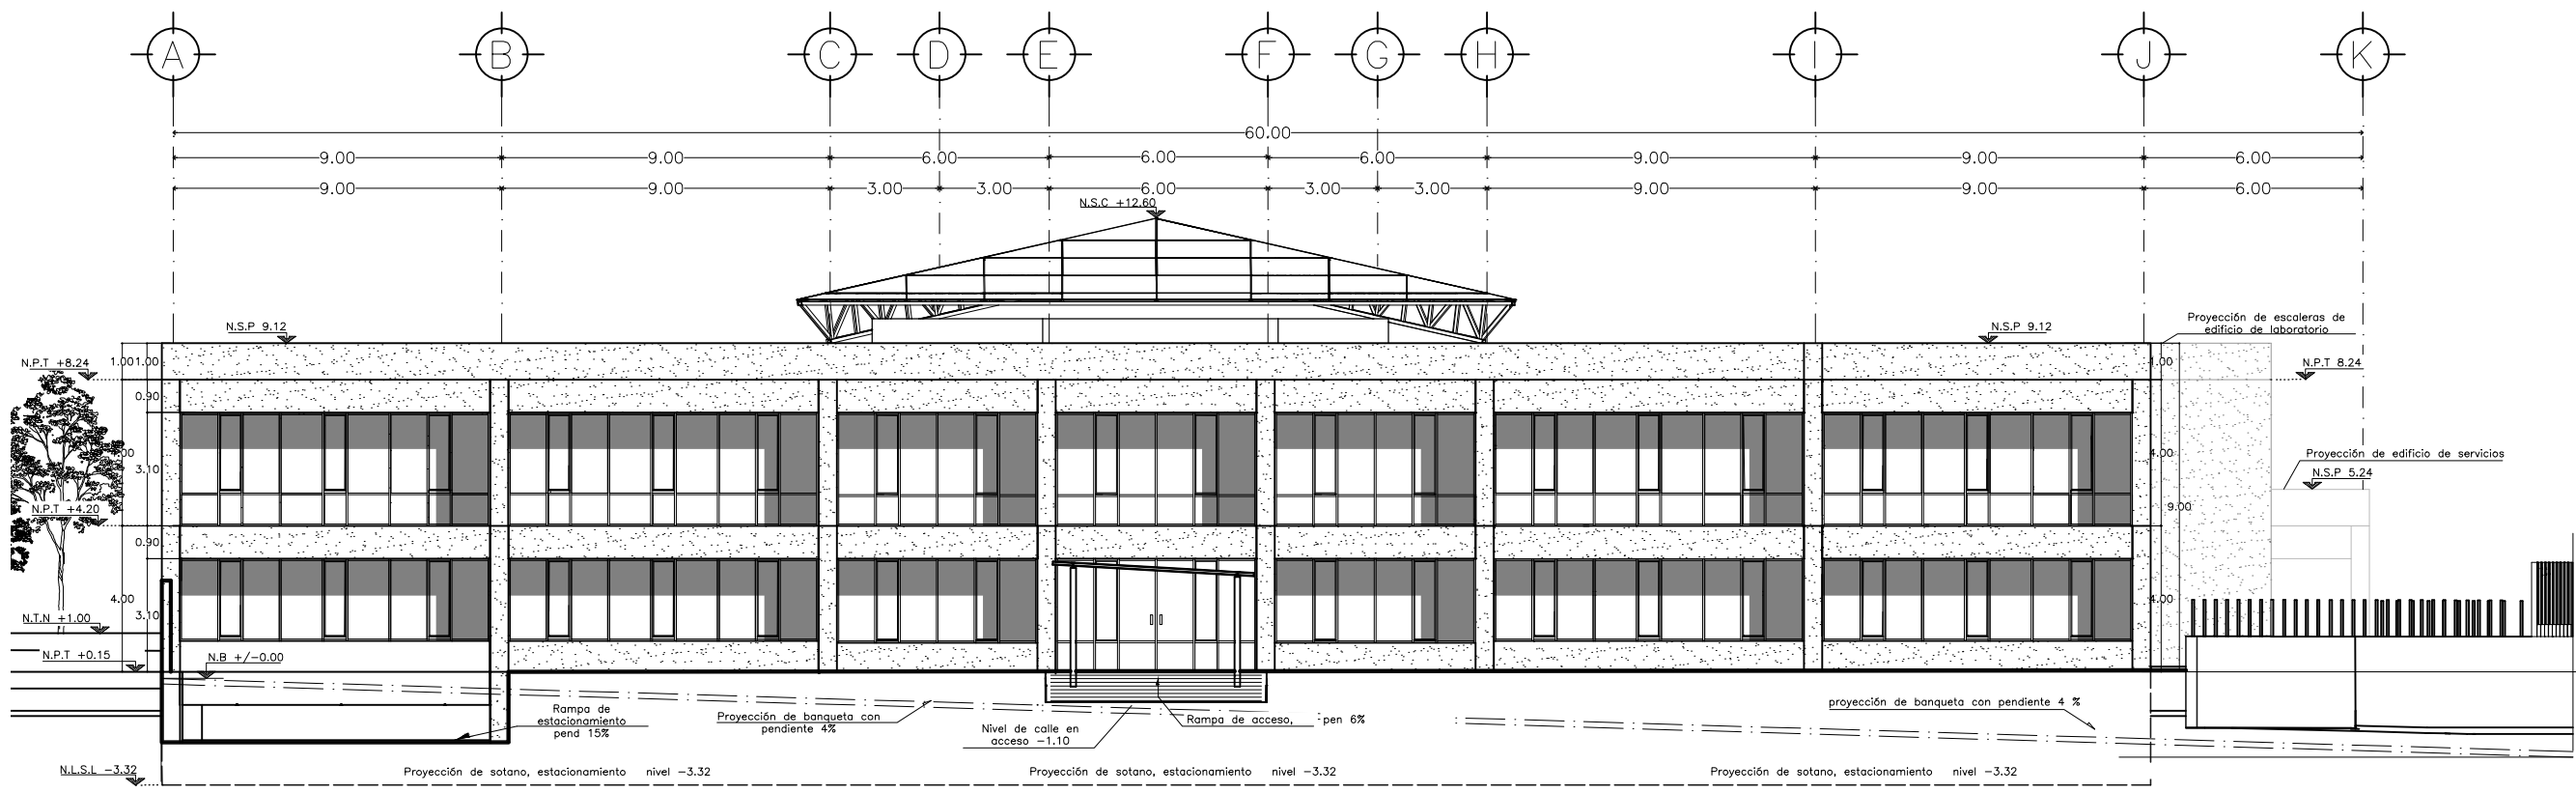 A B C D E F G H I J K
60.00
9.00 9.00 6.00 6.00 6.00 9.00 9.00 6.00
9.00 9.00 3.00 3.00 6.00 3.00 3.00 9.00 9.00 6.00
N.S.C +12.60
N.S.P 9.12
N.S.P 9.12
Proyección de escaleras de
edificio de laboratorio
N.P.T +8.24
1.00 1.00
1.00
N.P.T 8.24
0.90
3.10
4.00
Proyección de edificio de servicios
N.S.P 5.24
N.P.T +4.20
9.00
0.90
4.00
3.10
4.00
N.T.N +1.00
N.P.T +0.15
N.B +/-0.00
Rampa de
estacionamiento
pend 15%
Proyección de banqueta con
pendiente 4%
Nivel de calle en
acceso -1.10
Rampa de acceso, pen 6%
proyección de banqueta con pendiente 4 %
N.L.S.L -3.32
Proyección de sotano, estacionamiento nivel -3.32
Proyección de sotano, estacionamiento nivel -3.32
Proyección de sotano, estacionamiento nivel -3.32